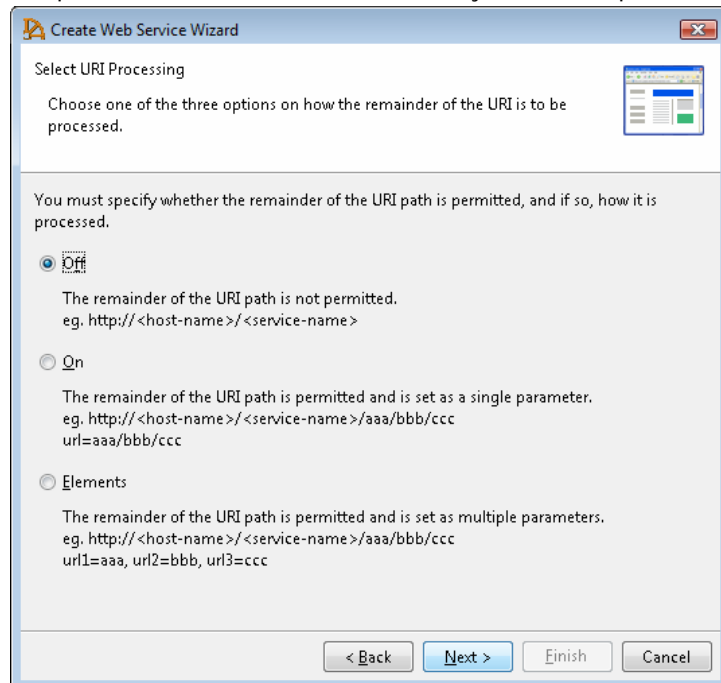 Create Web Service Wizard
Select URI Processing
Choose one of the three options on how the remainder of the URI is to be
processed.
You must specify whether the remainder of the URI path is permitted, and if so, how it is
processed.
Off
The remainder of the URI path is not permitted.
eg. http://<host-name>/<service-name>
On
The remainder of the URI path is permitted and is set as a single parameter.
eg. http://<host-name>/<service-name>/aaa/bbb/ccc
url=aaa/bbb/ccc
Elements
The remainder of the URI path is permitted and is set as multiple parameters.
eg. http://<host-name>/<service-name>/aaa/bbb/ccc
url1=aaa, url2=bbb, url3=ccc
< Back Next > Finish Cancel